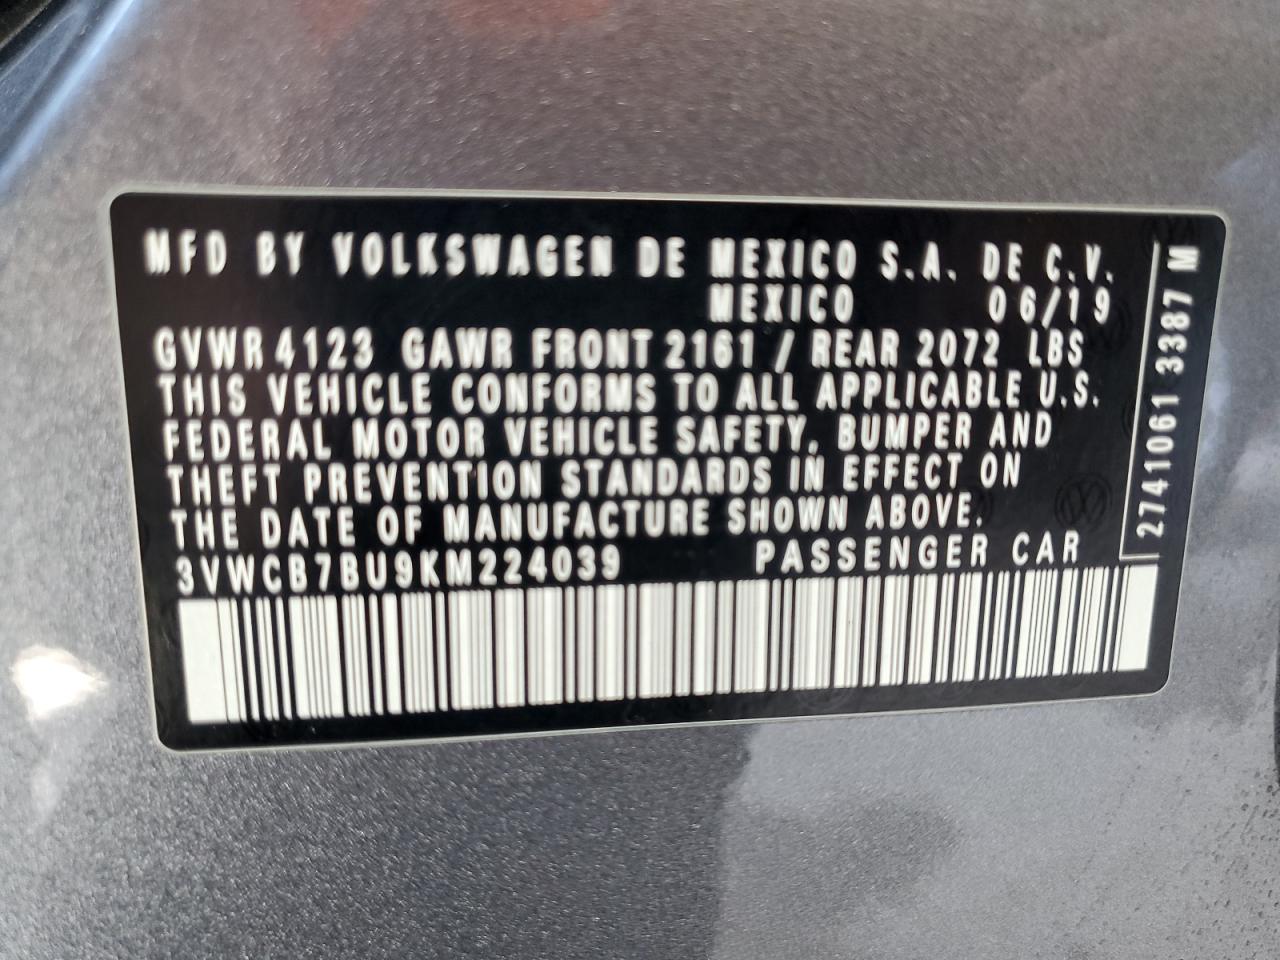 MFD BY VOLKSWAGEN DE MEXICO S.A. DE C.V.
MEXICO 06/19
GVWR 4123 GAWR FRONT 2161 / REAR 2072 LBS
THIS VEHICLE CONFORMS TO ALL APPLICABLE U.S.
FEDERAL MOTOR VEHICLE SAFETY, BUMPER AND
THEFT PREVENTION STANDARDS IN EFFECT ON
THE DATE OF MANUFACTURE SHOWN ABOVE.
3VWCB7BU9KM224039 PASSENGER CAR
2741061 3387 M